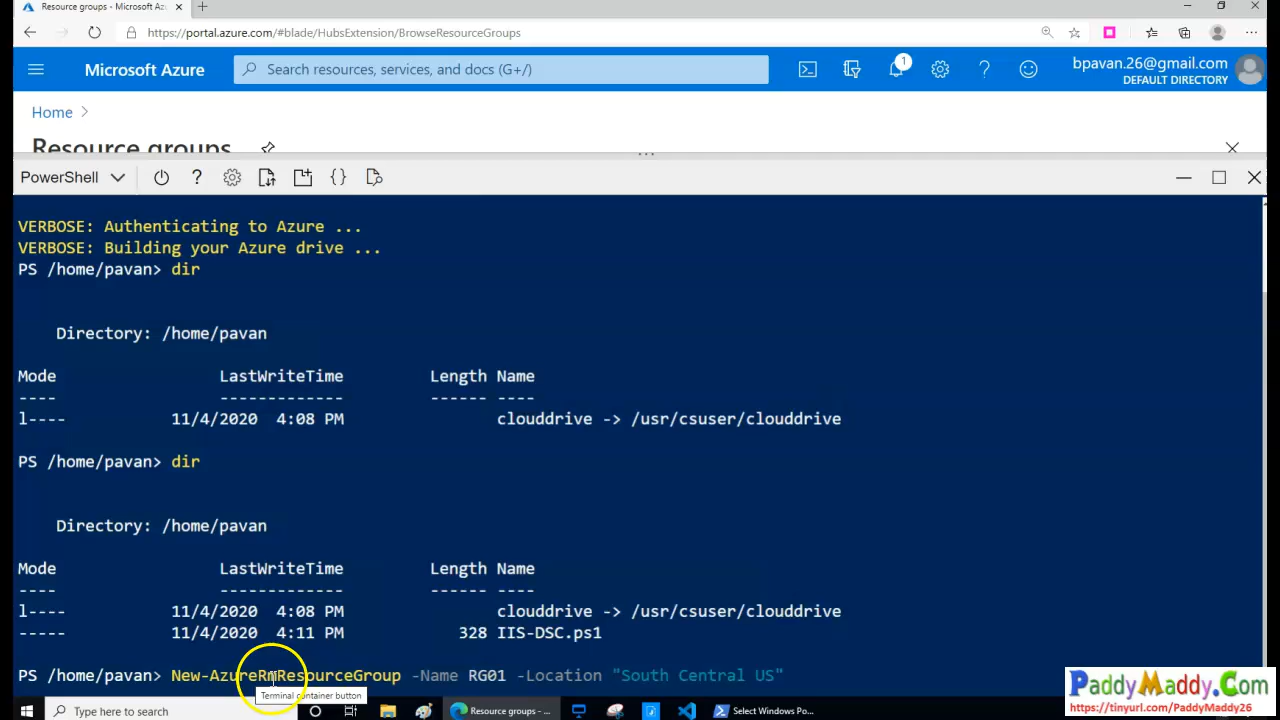 Resource groups - Microsoft Azu
https://portal.azure.com/#blade/HubsExtension/BrowseResourceGroups
Microsoft Azure
Search resources, services, and docs (G+/)
1
bpavan.26@gmail.com
DEFAULT DIRECTORY
Home
Resource groups
PowerShell
VERBOSE: Authenticating to Azure ...
VERBOSE: Building your Azure drive ...
PS /home/pavan> dir
Directory: /home/pavan
Mode LastWriteTime Length Name
---- ------------- ------ ----
l---- 11/4/2020 4:08 PM clouddrive -> /usr/csuser/clouddrive
PS /home/pavan> dir
Directory: /home/pavan
Mode LastWriteTime Length Name
---- ------------- ------ ----
l---- 11/4/2020 4:08 PM clouddrive -> /usr/csuser/clouddrive
----- 11/4/2020 4:11 PM 328 IIS-DSC.ps1
PS /home/pavan> New-AzureRmResourceGroup -Name RG01 -Location "South Central US"
Terminal container button
PaddyMaddy.Com
https://tinyurl.com/PaddyMaddy26
Type here to search
Resource groups - ...
Select Windows Po...